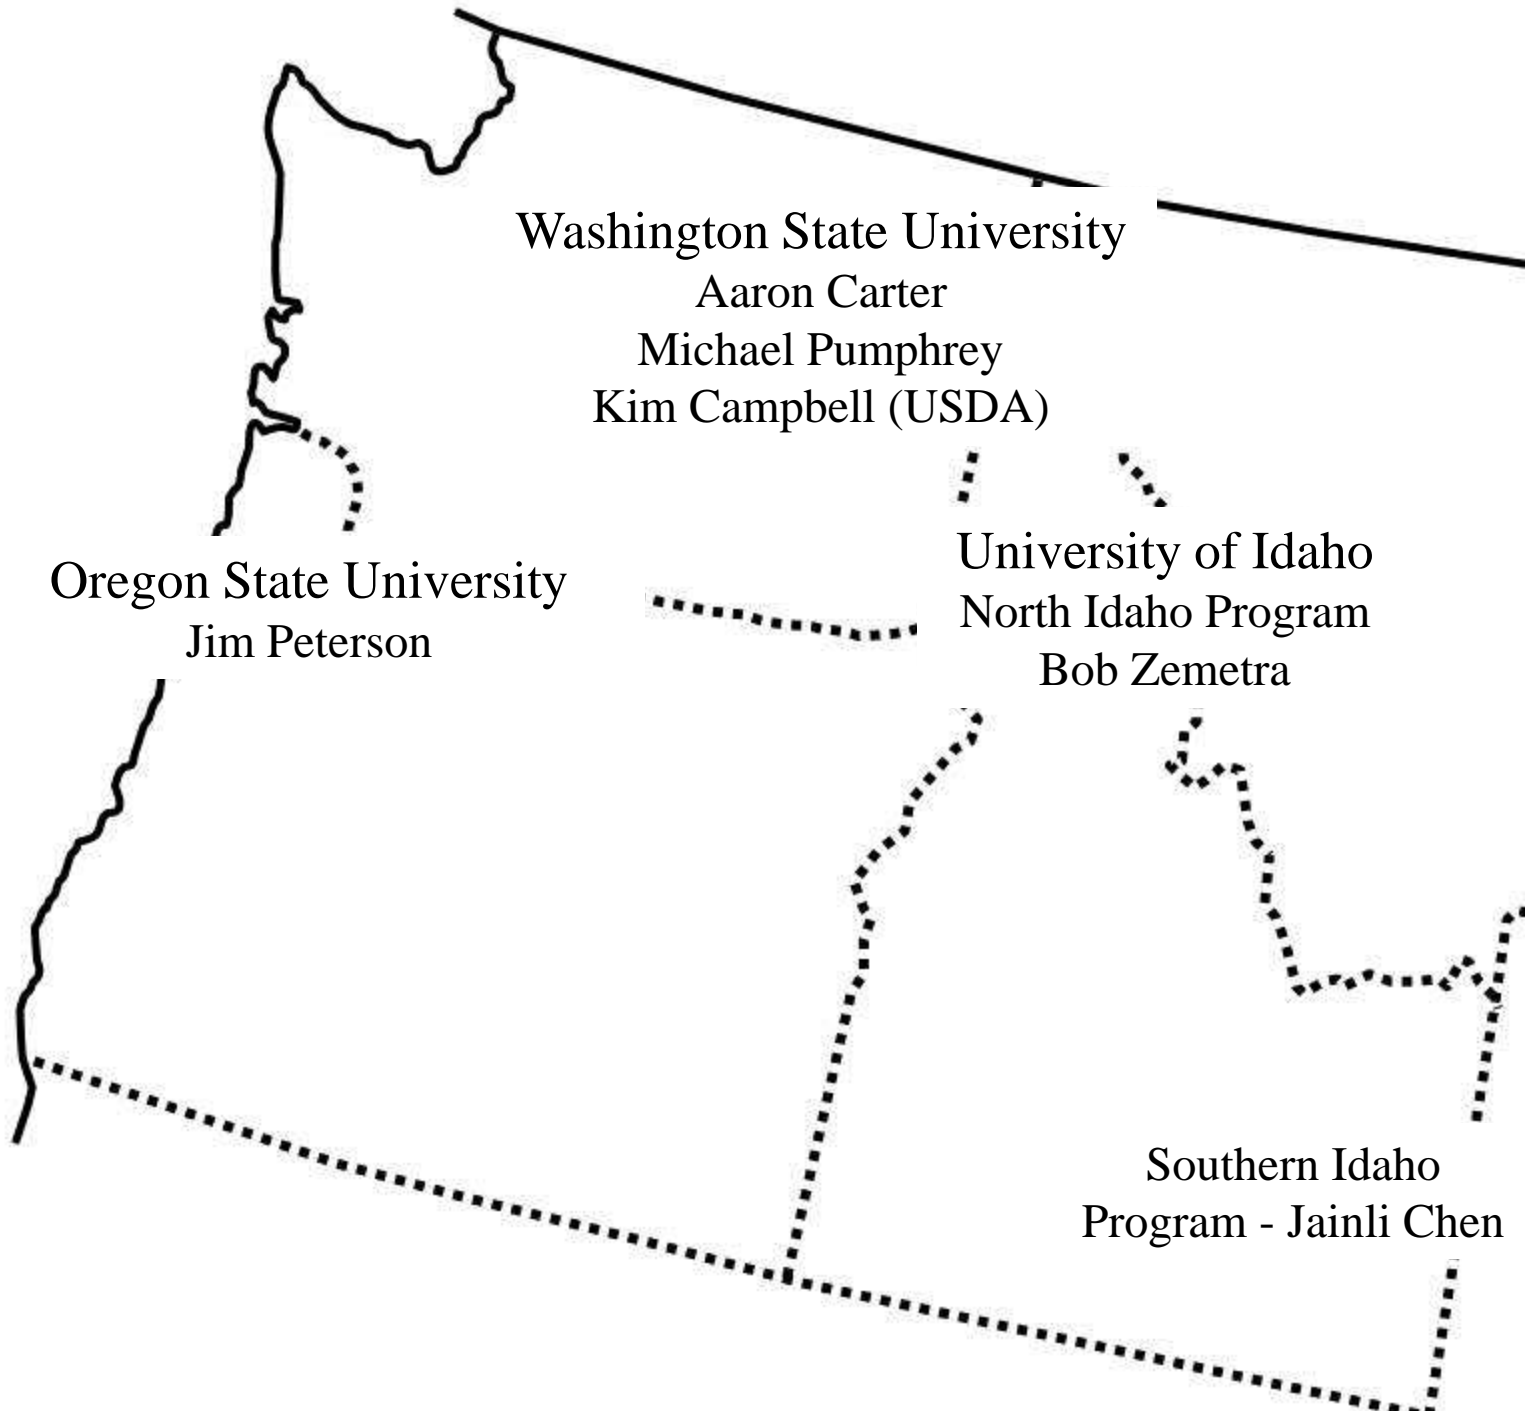 Washington State University
Aaron Carter
Michael Pumphrey
Kim Campbell (USDA)
Oregon State University
Jim Peterson
University of Idaho
North Idaho Program
Bob Zemetra
Southern Idaho
Program - Jainli Chen